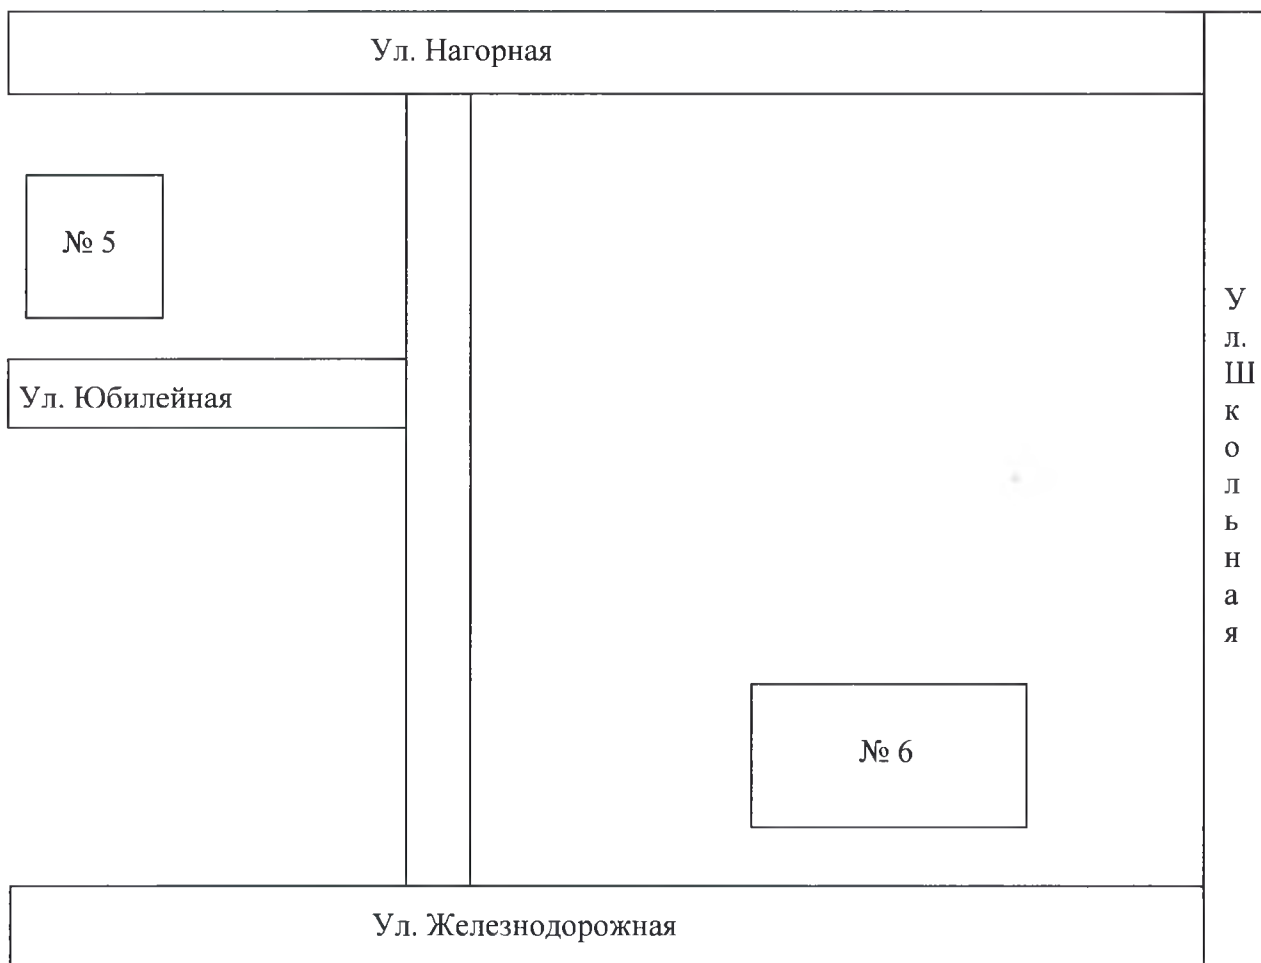 Ул. Нагорная
№ 5
Ул. Юбилейная
У
л.
Ш
к
о
л
ь
н
а
я
№ 6
Ул. Железнодорожная